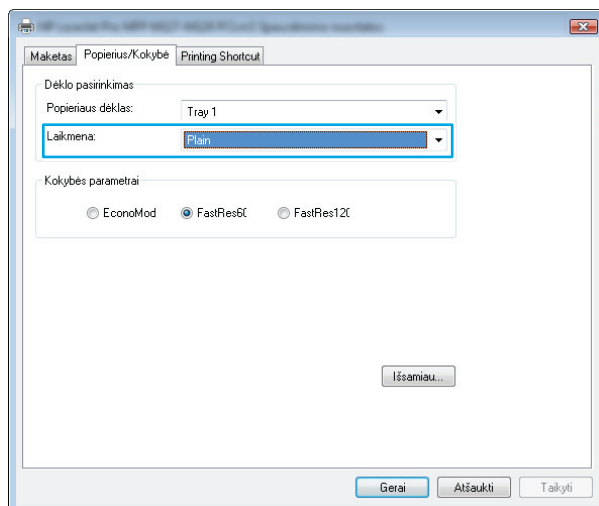 Maketas Popierius/Kokybė Printing Shortcut
Dėklo pasirinkimas
Popieriaus dėklas: Tray 1
Laikmena: Plain
Kokybės parametrai
EconoMod FastRes60 FastRes120
Išsamiau...
Gerai Atšaukti Taikyti